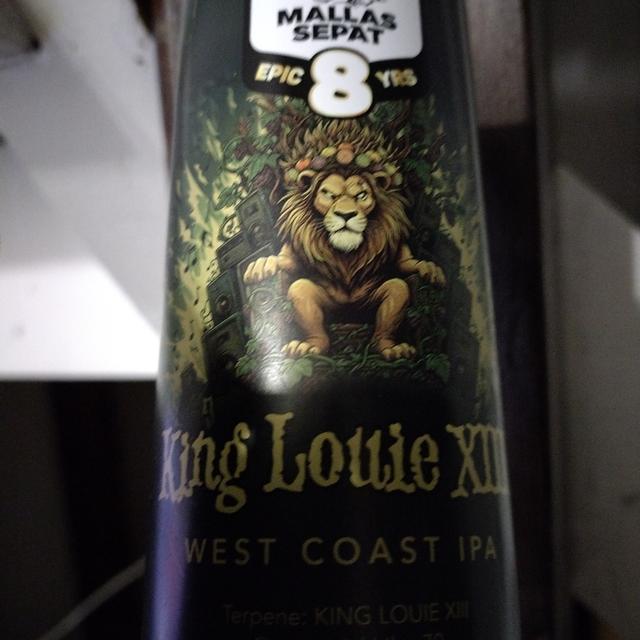 MALLAS
SEPAT
EPIC 8 YRS
King Louie XIII
WEST COAST IPA
Terpene: KING LOUIE XIII